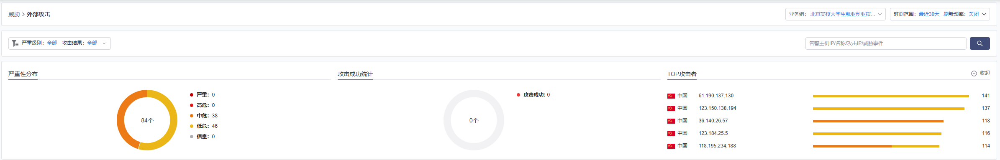 威胁 > 外部攻击
业务组： 北京高校大学生就业创业指...
时间范围： 最近30天 刷新频率： 关闭
严重级别： 全部 攻击结果： 全部
告警主机IP/名称/攻击IP/威胁事件
严重性分布
84个
严重： 0
高危： 0
中危： 38
低危： 46
信息： 0
攻击成功统计
0个
攻击成功: 0
TOP攻击者
收起
中国 61.190.137.130 141
中国 123.150.138.194 137
中国 36.140.26.57 118
中国 123.184.25.5 116
中国 118.195.234.188 114